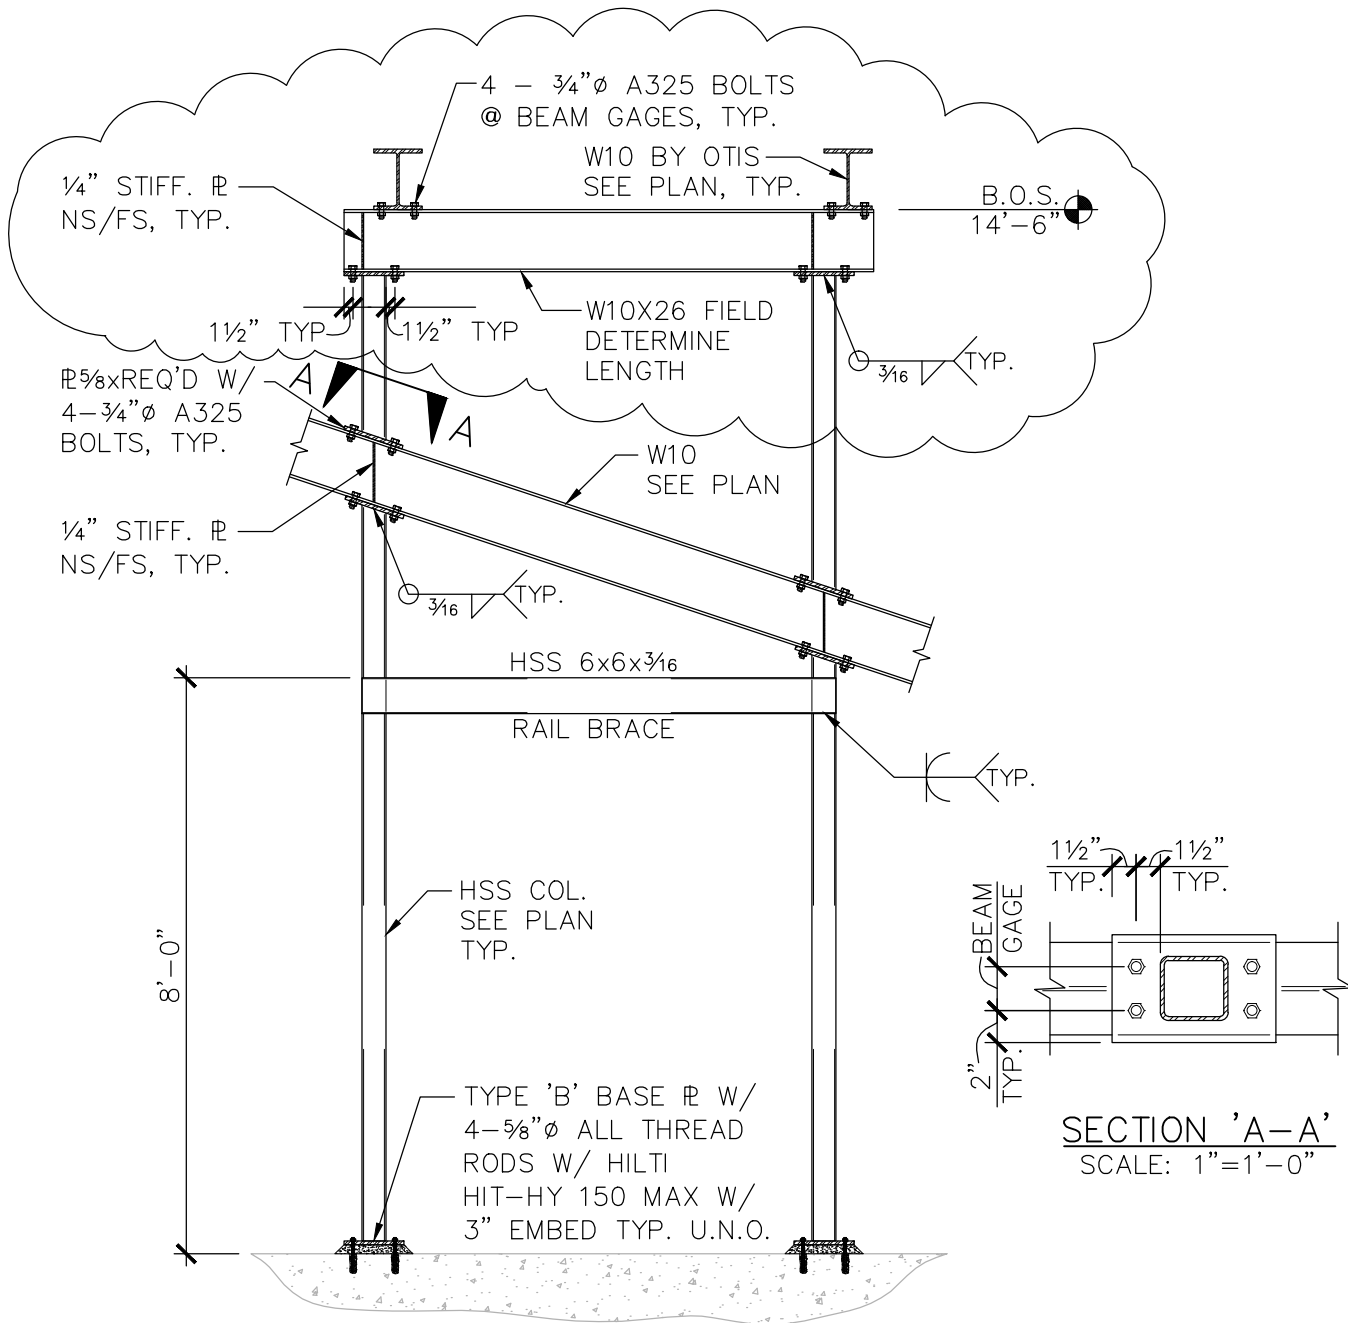 4 - ¾"ø A325 BOLTS
@ BEAM GAGES, TYP.
W10 BY OTIS
SEE PLAN, TYP.
¼" STIFF. ℄
NS/FS, TYP.
B.O.S.
14'-6"
1½" TYP
1½" TYP
W10X26 FIELD
DETERMINE
LENGTH
3/16
TYP.
PL⅝xREQ'D W/
4-¾"ø A325
BOLTS, TYP.
A
A
W10
SEE PLAN
¼" STIFF. PL
NS/FS, TYP.
3/16
TYP.
HSS 6x6x3/16
RAIL BRACE
TYP.
8'-0"
HSS COL.
SEE PLAN
TYP.
TYPE 'B' BASE PL W/
4-⅝"ø ALL THREAD
RODS W/ HILTI
HIT-HY 150 MAX W/
3" EMBED TYP. U.N.O.
1½"
TYP.
1½"
TYP.
BEAM
GAGE
2"
TYP.
SECTION 'A-A'
SCALE: 1"=1'-0"